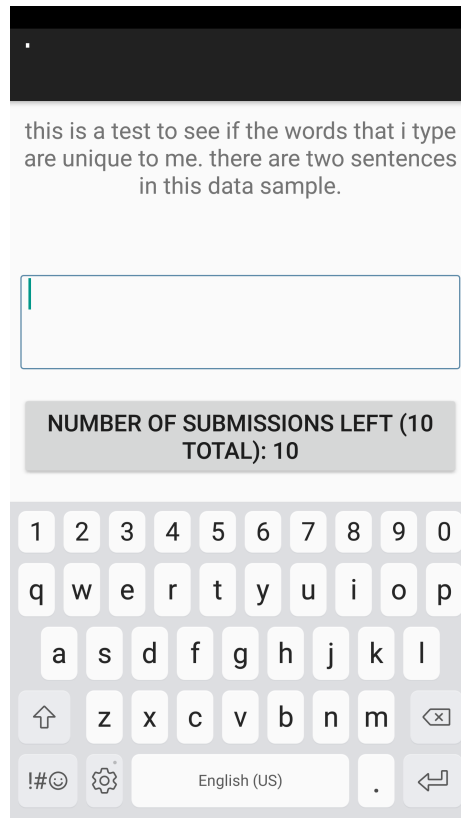 this is a test to see if the words that i type
are unique to me. there are two sentences
in this data sample.
NUMBER OF SUBMISSIONS LEFT (10
TOTAL): 10
1 2 3 4 5 6 7 8 9 0
q w e r t y u i o p
a s d f g h j k l
z x c v b n m
!#☺ English (US) .